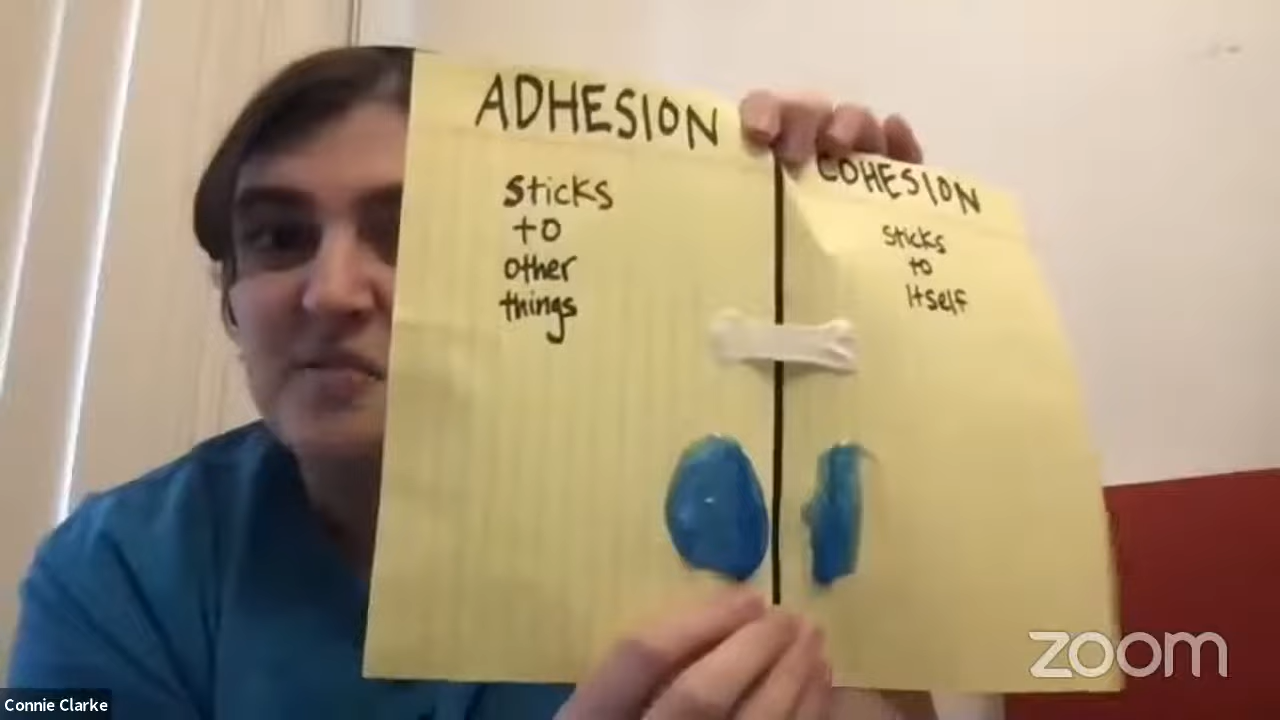 ADHESION
Sticks
to
other
things
COHESION
Sticks
to
Itself
zoom
Connie Clarke